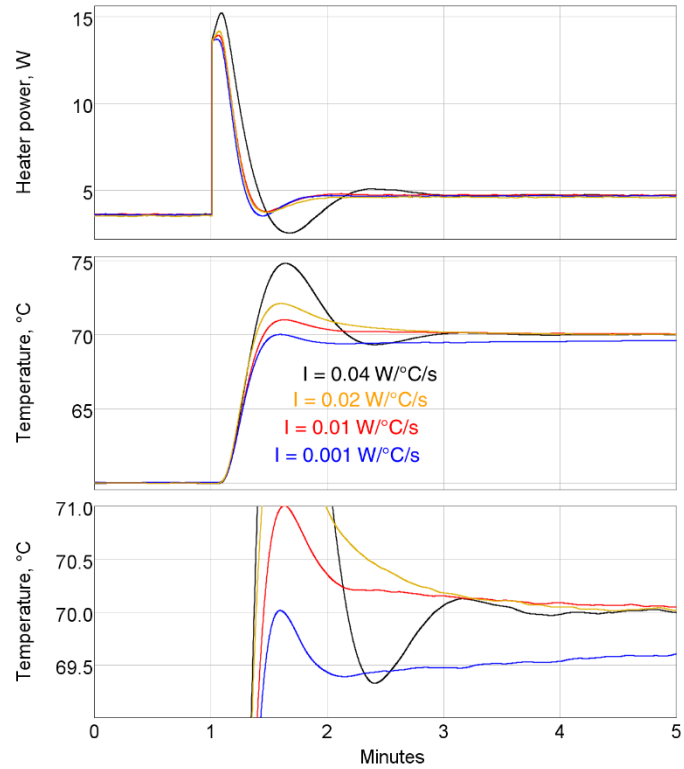 Heater power, W
15
10
5
Temperature, °C
75
70
65
I = 0.04 W/°C/s
I = 0.02 W/°C/s
I = 0.01 W/°C/s
I = 0.001 W/°C/s
Temperature, °C
71.0
70.5
70.0
69.5
0 1 2 3 4 5
Minutes